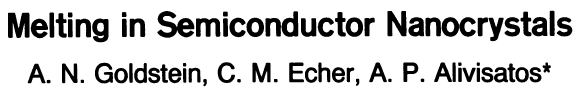 Melting in Semiconductor Nanocrystals
A. N. Goldstein, C. M. Echer, A. P. Alivisatos*